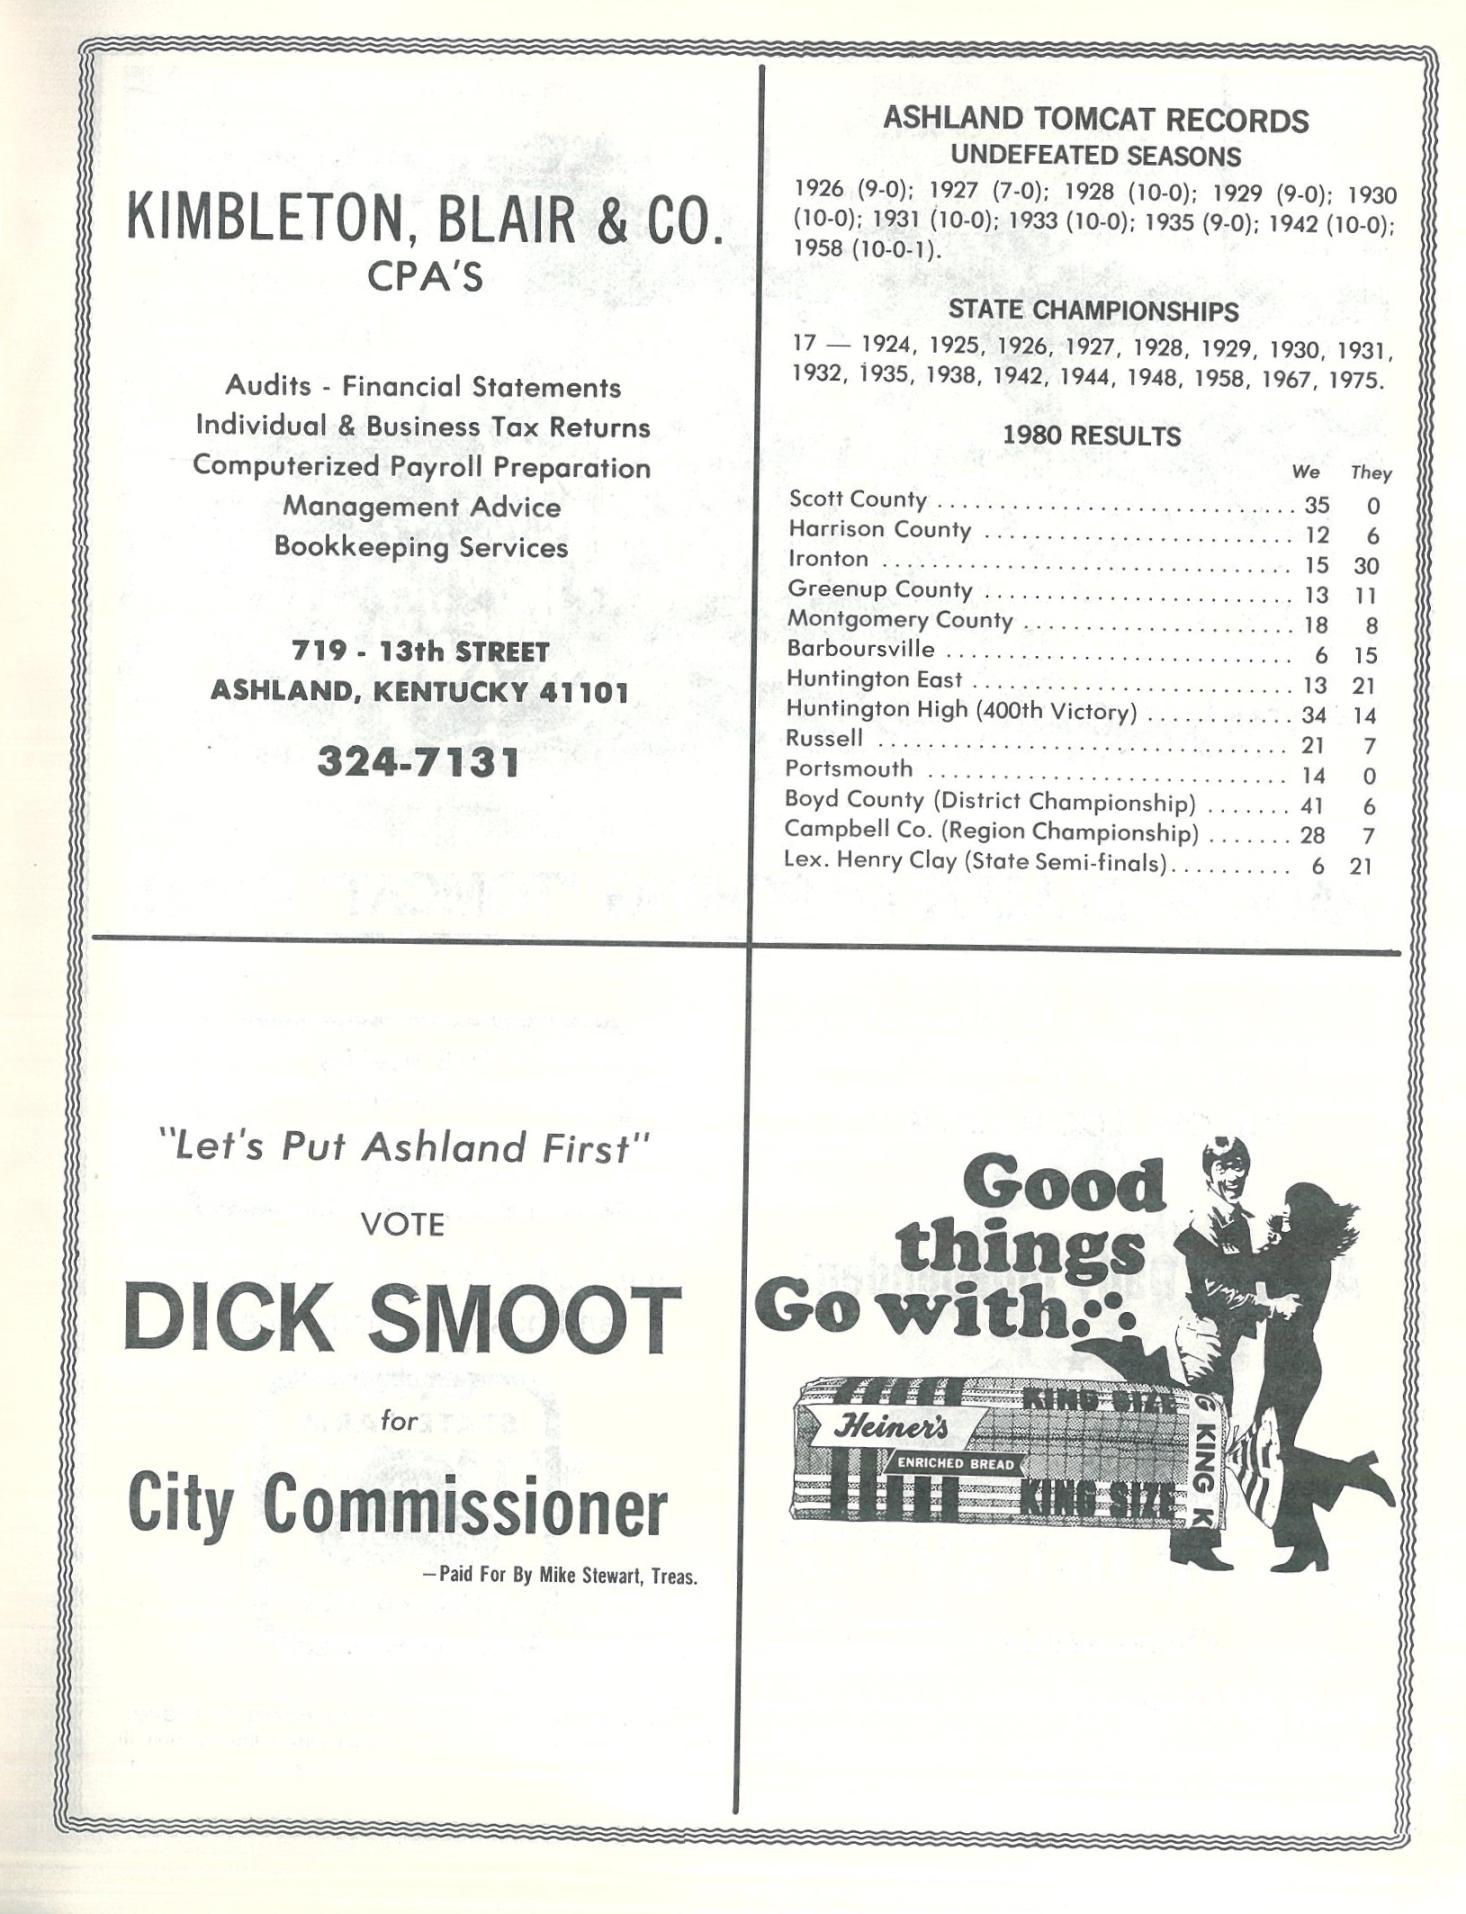 KIMBLETON, BLAIR & CO.
CPA'S
Audits - Financial Statements
Individual & Business Tax Returns
Computerized Payroll Preparation
Management Advice
Bookkeeping Services
719 - 13th STREET
ASHLAND, KENTUCKY 41101
324-7131
ASHLAND TOMCAT RECORDS
UNDEFEATED SEASONS
1926 (9-0); 1927 (7-0); 1928 (10-0); 1929 (9-0); 1930
(10-0); 1931 (10-0); 1933 (10-0); 1935 (9-0); 1942 (10-0);
1958 (10-0-1).
STATE CHAMPIONSHIPS
17 — 1924, 1925, 1926, 1927, 1928, 1929, 1930, 1931,
1932, 1935, 1938, 1942, 1944, 1948, 1958, 1967, 1975.
1980 RESULTS
We They
Scott County ............................. 35 0
Harrison County ......................... 12 6
Ironton ................................. 15 30
Greenup County ......................... 13 11
Montgomery County ...................... 18 8
Barboursville ............................ 6 15
Huntington East .......................... 13 21
Huntington High (400th Victory) ............ 34 14
Russell ................................. 21 7
Portsmouth ............................. 14 0
Boyd County (District Championship) ....... 41 6
Campbell Co. (Region Championship) ....... 28 7
Lex. Henry Clay (State Semi-finals).......... 6 21
"Let's Put Ashland First"
VOTE
DICK SMOOT
for
City Commissioner
—Paid For By Mike Stewart, Treas.
Good
things
Go with...
KING SIZE
Heiner's
ENRICHED BREAD
KING SIZE
G KING K